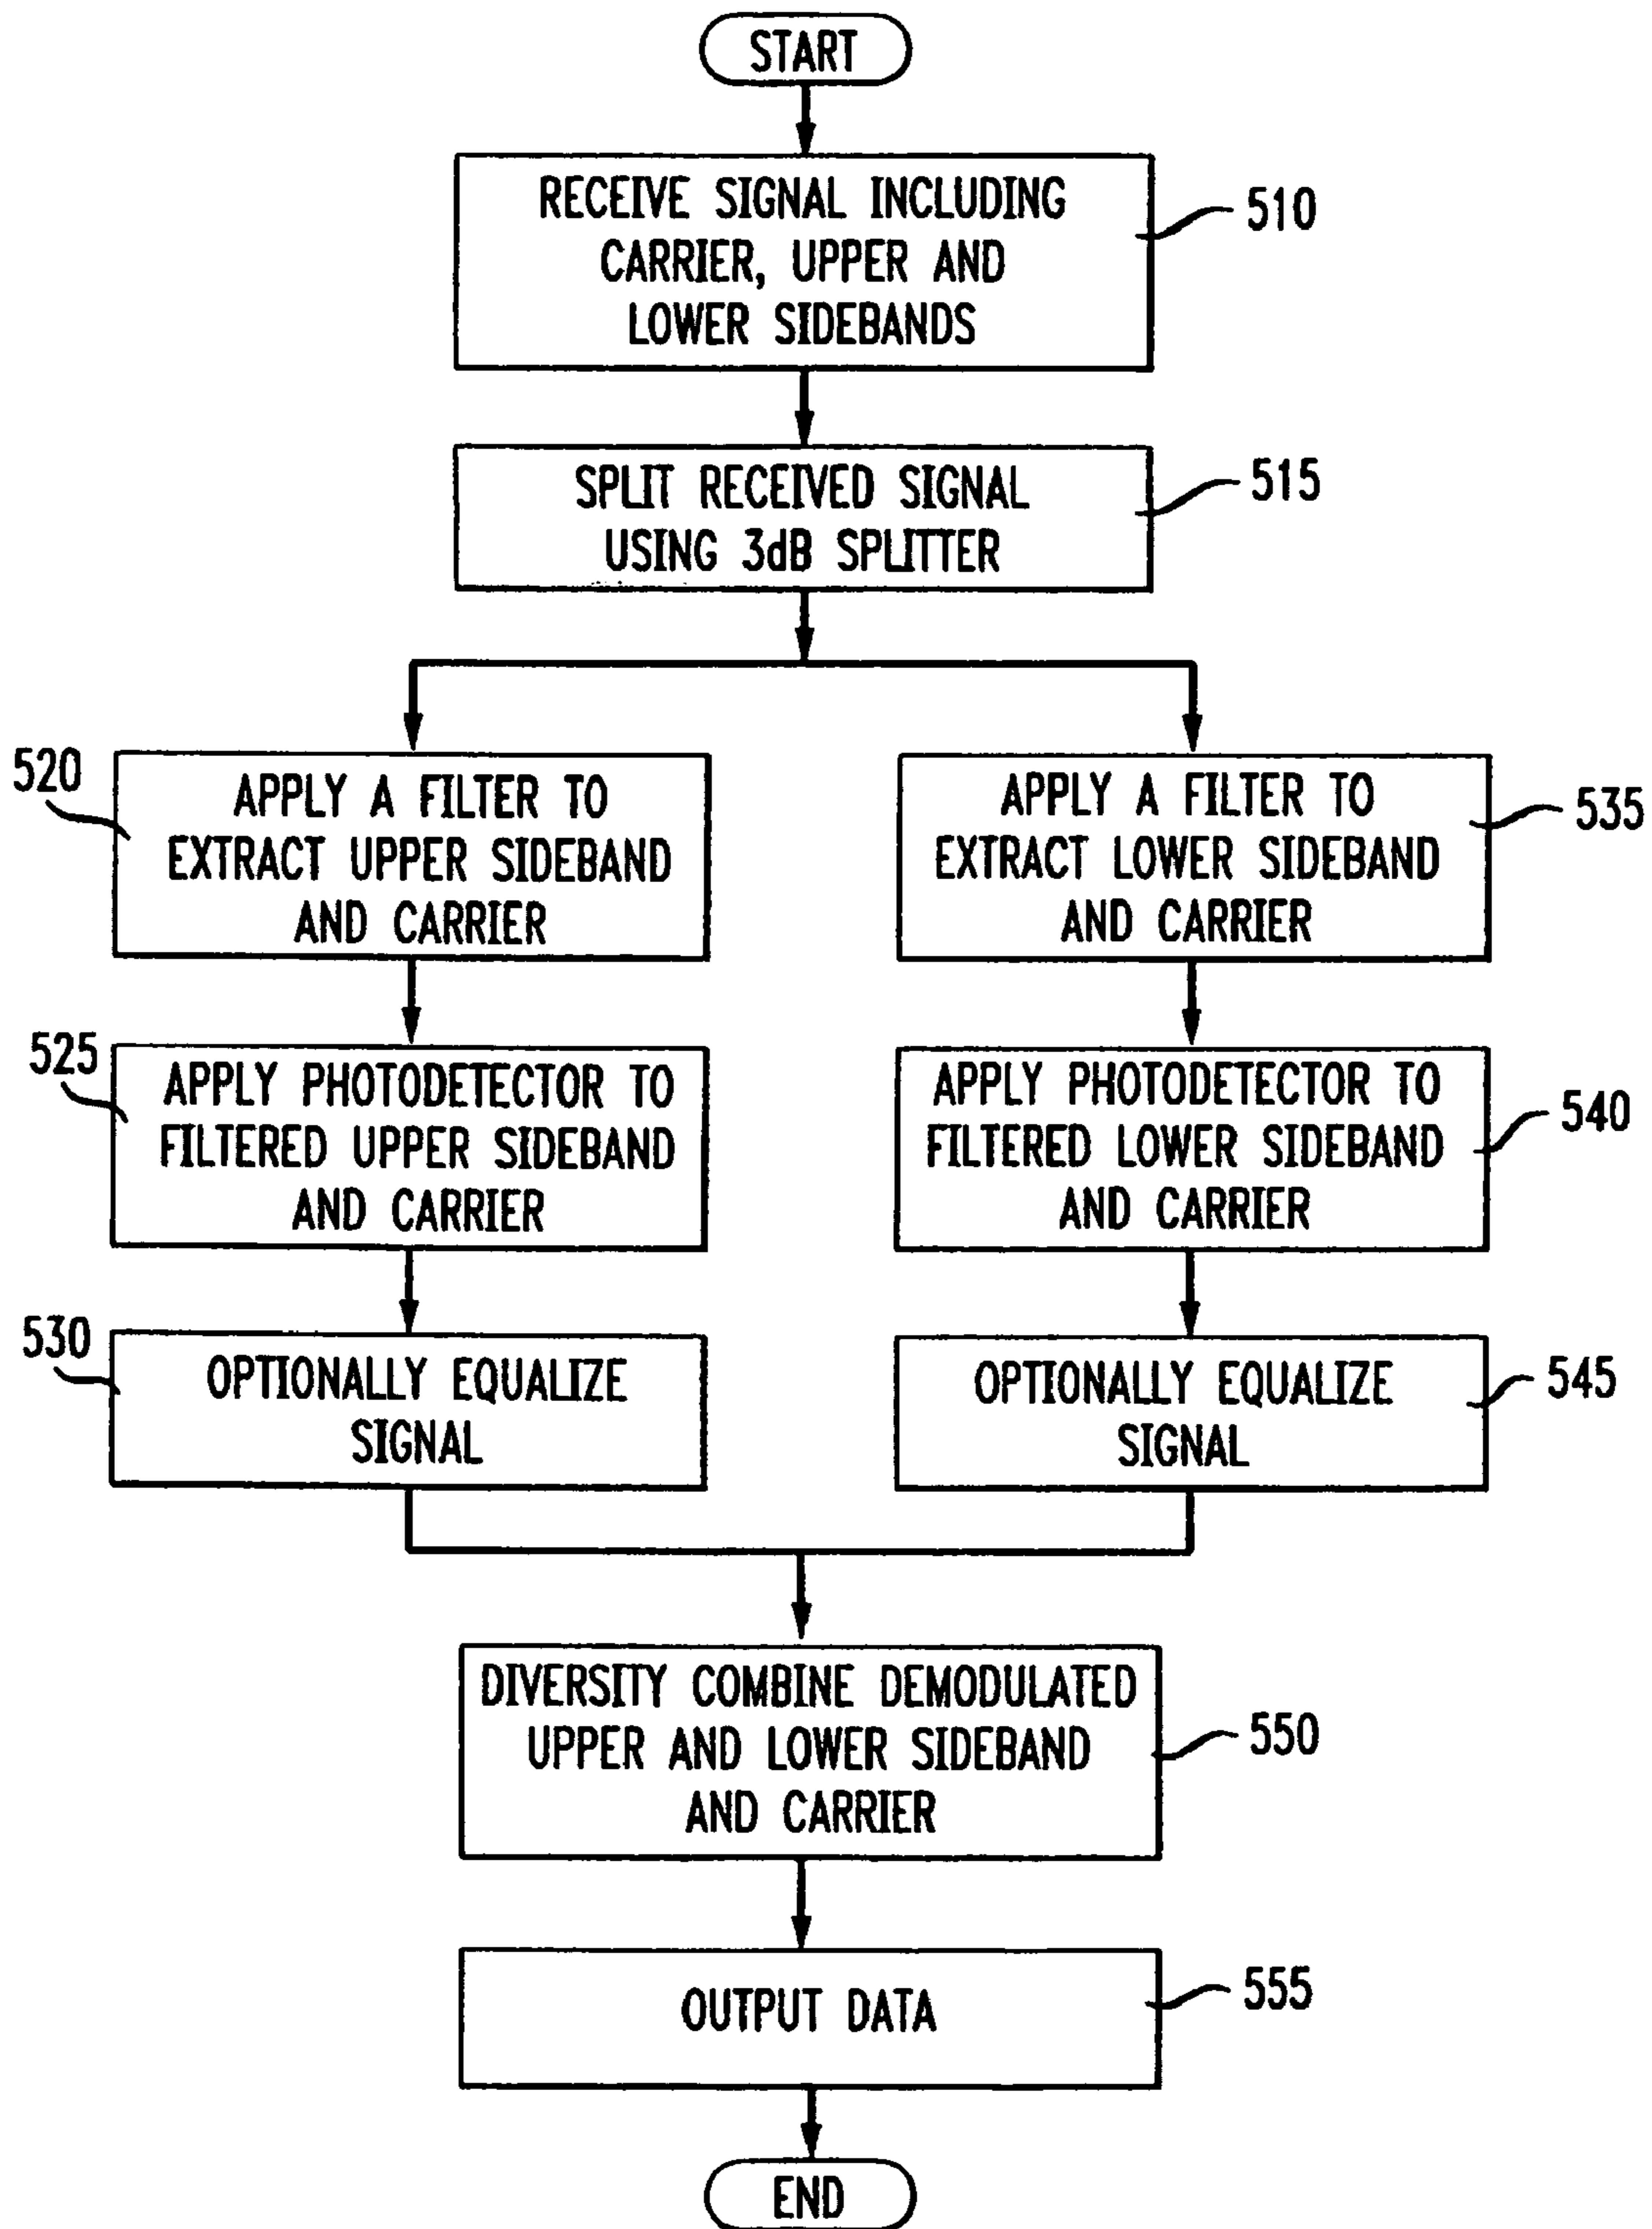 START
RECEIVE SIGNAL INCLUDING
CARRIER, UPPER AND
LOWER SIDEBANDS
510
SPLIT RECEIVED SIGNAL
USING 3dB SPLITTER
515
520
APPLY A FILTER TO
EXTRACT UPPER SIDEBAND
AND CARRIER
APPLY A FILTER TO
EXTRACT LOWER SIDEBAND
AND CARRIER
535
525
APPLY PHOTODETECTOR TO
FILTERED UPPER SIDEBAND
AND CARRIER
APPLY PHOTODETECTOR TO
FILTERED LOWER SIDEBAND
AND CARRIER
540
530
OPTIONALLY EQUALIZE
SIGNAL
OPTIONALLY EQUALIZE
SIGNAL
545
DIVERSITY COMBINE DEMODULATED
UPPER AND LOWER SIDEBAND
AND CARRIER
550
OUTPUT DATA
555
END